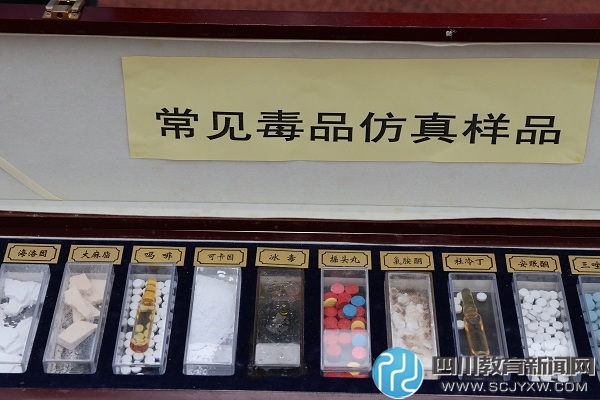 常见毒品仿真样品
海洛因
大麻脂
吗啡
可卡因
冰毒
摇头丸
氯胺酮
杜冷丁
安眠酮
三唑
四川教育新闻网
WWW.SCJYXW.COM